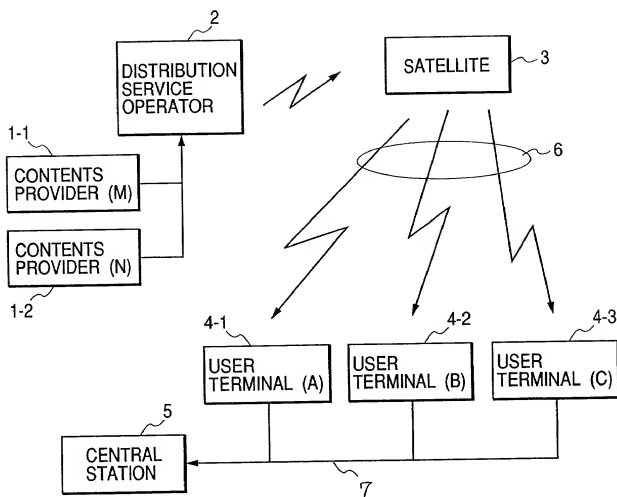 2
DISTRIBUTION
SERVICE
OPERATOR
SATELLITE
3
1-1
CONTENTS
PROVIDER (M)
6
CONTENTS
PROVIDER (N)
1-2
4-1
4-2
4-3
USER
TERMINAL (A)
USER
TERMINAL (B)
USER
TERMINAL (C)
5
CENTRAL
STATION
7